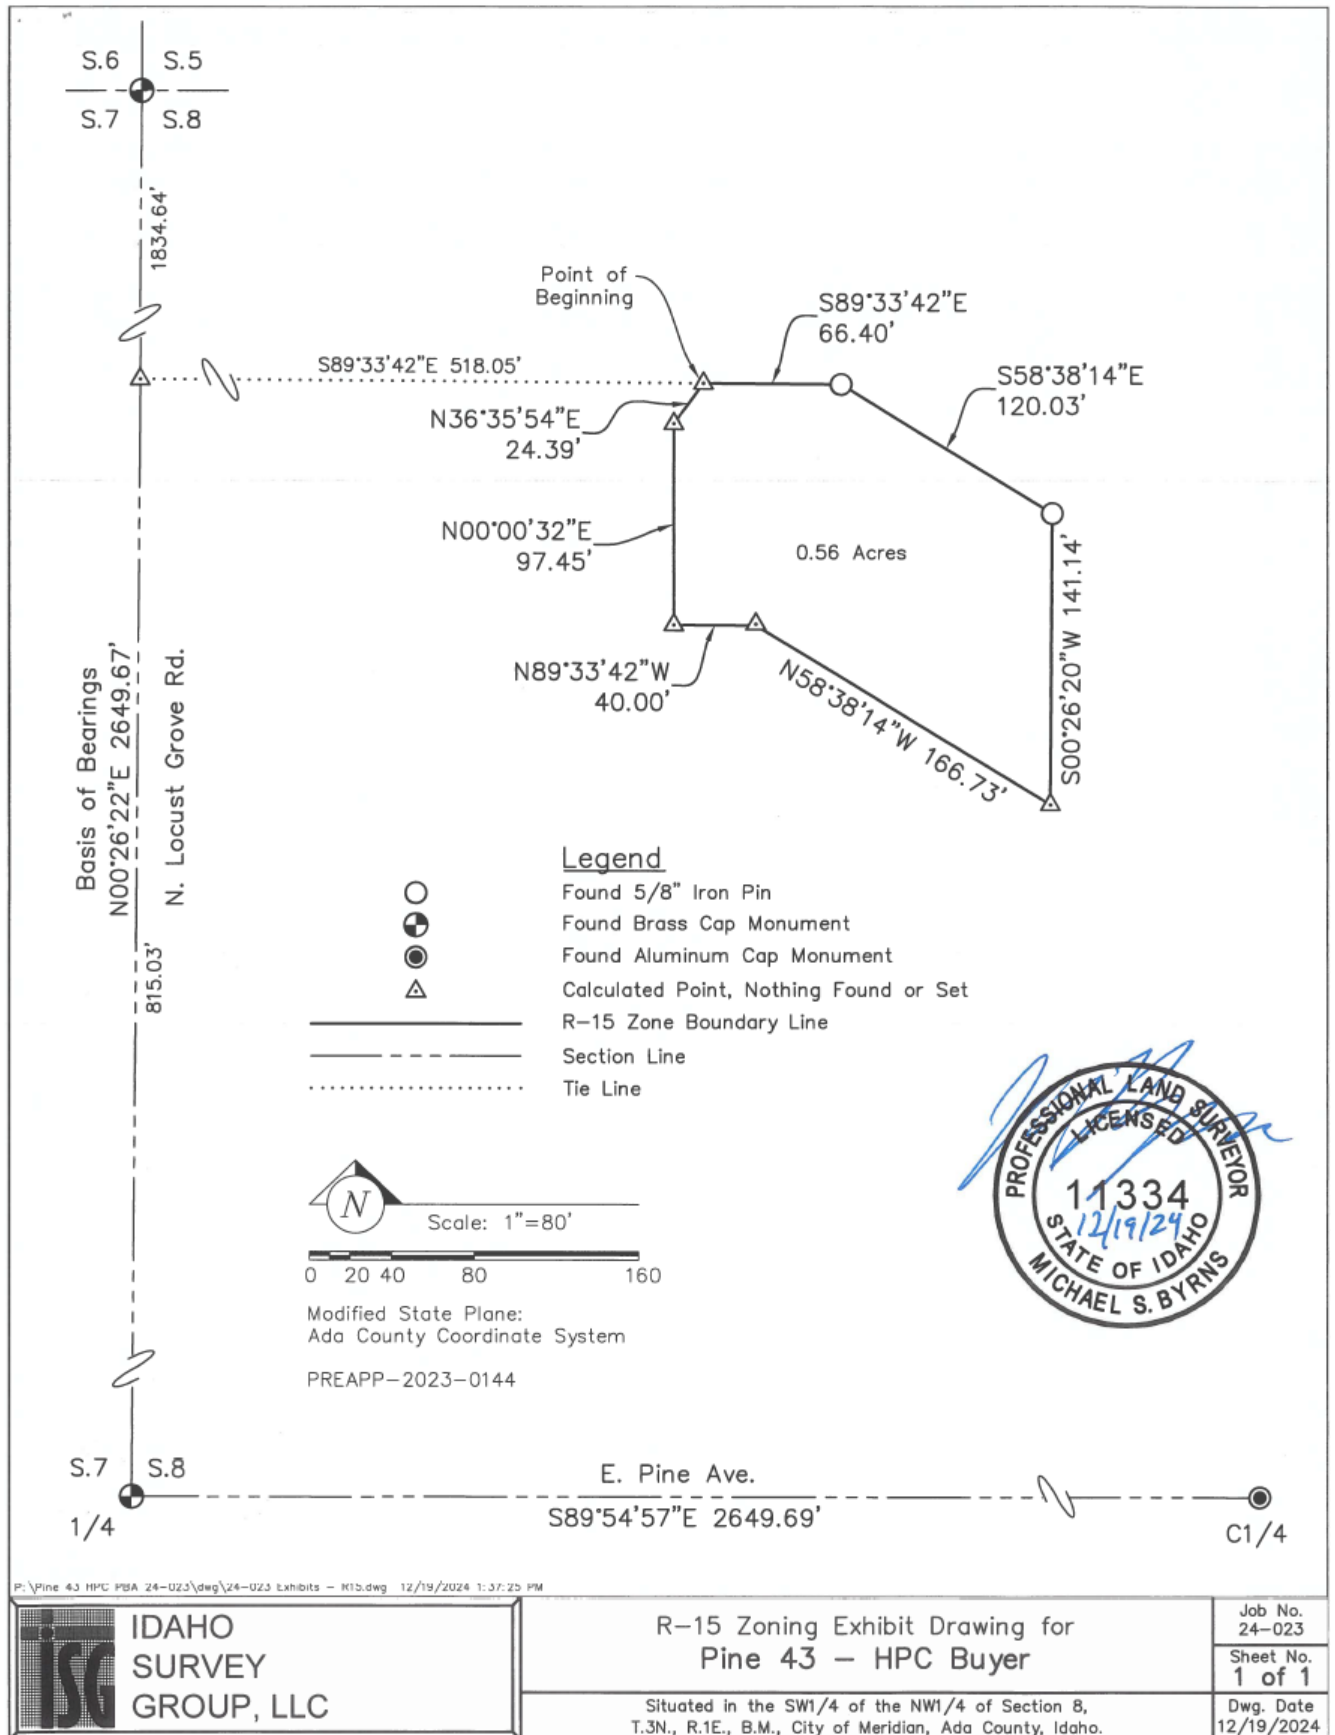 S.6 S.5
S.7 S.8
1834.64'
Point of
Beginning
S89°33'42"E
66.40'
S89°33'42"E 518.05'
S58°38'14"E
120.03'
N36°35'54"E
24.39'
N00°00'32"E
97.45'
0.56 Acres
S00°26'20"W 141.14'
N89°33'42"W
40.00'
N58°38'14"W 166.73'
Basis of Bearings
N00°26'22"E 2649.67'
N. Locust Grove Rd.
815.03'
Legend
Found 5/8" Iron Pin
Found Brass Cap Monument
Found Aluminum Cap Monument
Calculated Point, Nothing Found or Set
R-15 Zone Boundary Line
Section Line
Tie Line
N
Scale: 1"=80'
0 20 40 80 160
Modified State Plane:
Ada County Coordinate System
PREAPP-2023-0144
PROFESSIONAL LAND SURVEYOR
LICENSED
11334
12/19/24
STATE OF IDAHO
MICHAEL S. BYRNS
S.7 S.8
1/4
E. Pine Ave.
S89°54'57"E 2649.69'
C1/4
P:\Pine 43 HPC PBA 24-023\dwg\24-023 Exhibits - R15.dwg 12/19/2024 1:37:25 PM
ISG
IDAHO
SURVEY
GROUP, LLC
R-15 Zoning Exhibit Drawing for
Pine 43 - HPC Buyer
Situated in the SW1/4 of the NW1/4 of Section 8,
T.3N., R.1E., B.M., City of Meridian, Ada County, Idaho.
Job No.
24-023
Sheet No.
1 of 1
Dwg. Date
12/19/2024